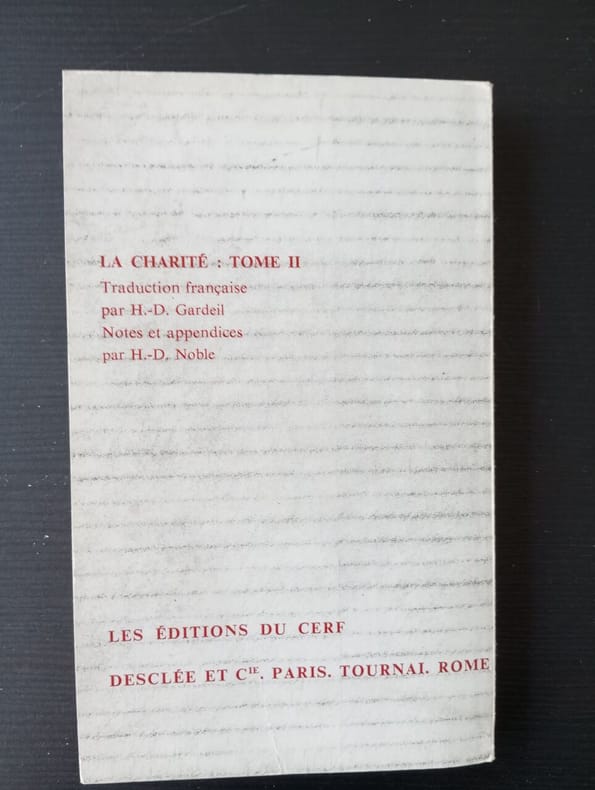 LA CHARITÉ : TOME II
Traduction française
par H.-D. Gardeil
Notes et appendices
par H.-D. Noble
LES ÉDITIONS DU CERF
DESCLÉE ET CIE. PARIS. TOURNAI. ROME